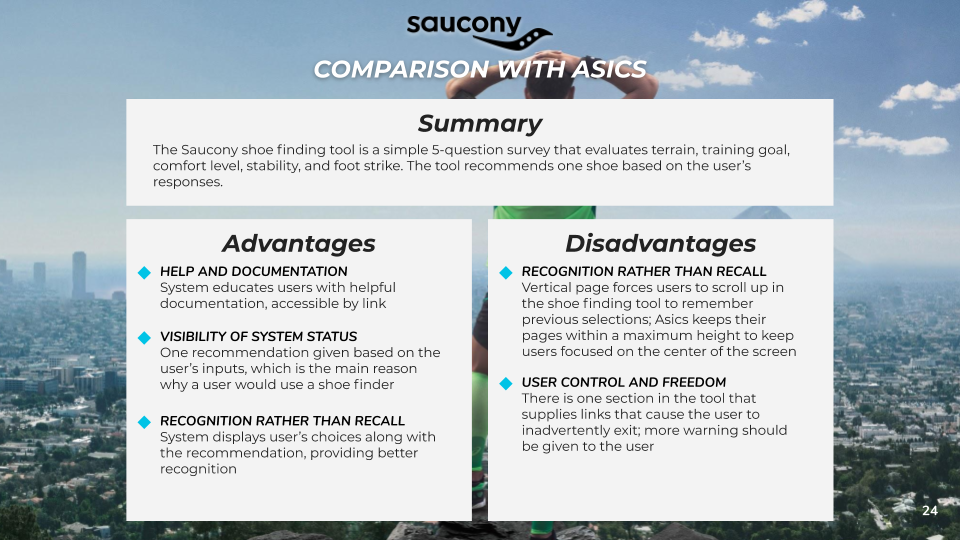 saucony
COMPARISON WITH ASICS
Summary
The Saucony shoe finding tool is a simple 5-question survey that evaluates terrain, training goal,
comfort level, stability, and foot strike. The tool recommends one shoe based on the user's
responses.
Advantages
HELP AND DOCUMENTATION
System educates users with helpful
documentation, accessible by link
VISIBILITY OF SYSTEM STATUS
One recommendation given based on the
user's inputs, which is the main reason
why a user would use a shoe finder
RECOGNITION RATHER THAN RECALL
System displays user's choices along with
the recommendation, providing better
recognition
Disadvantages
RECOGNITION RATHER THAN RECALL
Vertical page forces users to scroll up in
the shoe finding tool to remember
previous selections; Asics keeps their
pages within a maximum height to keep
users focused on the center of the screen
USER CONTROL AND FREEDOM
There is one section in the tool that
supplies links that cause the user to
inadvertently exit; more warning should
be given to the user
24